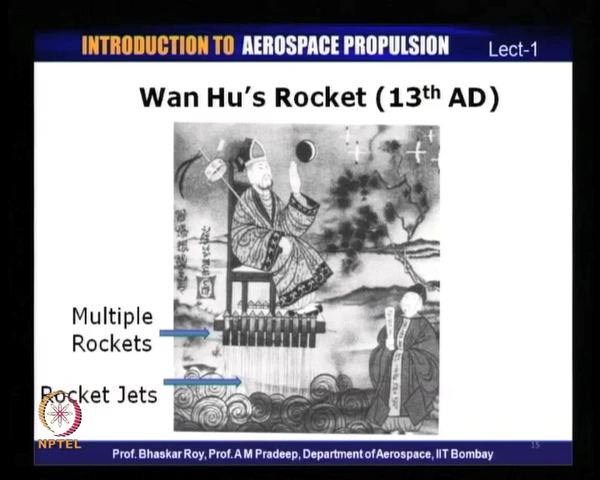 INTRODUCTION TO AEROSPACE PROPULSION
Lect-1
Wan Hu's Rocket (13th AD)
Multiple
Rockets
Rocket Jets
NPTEL
15
Prof. Bhaskar Roy, Prof. A M Pradeep, Department of Aerospace, IIT Bombay